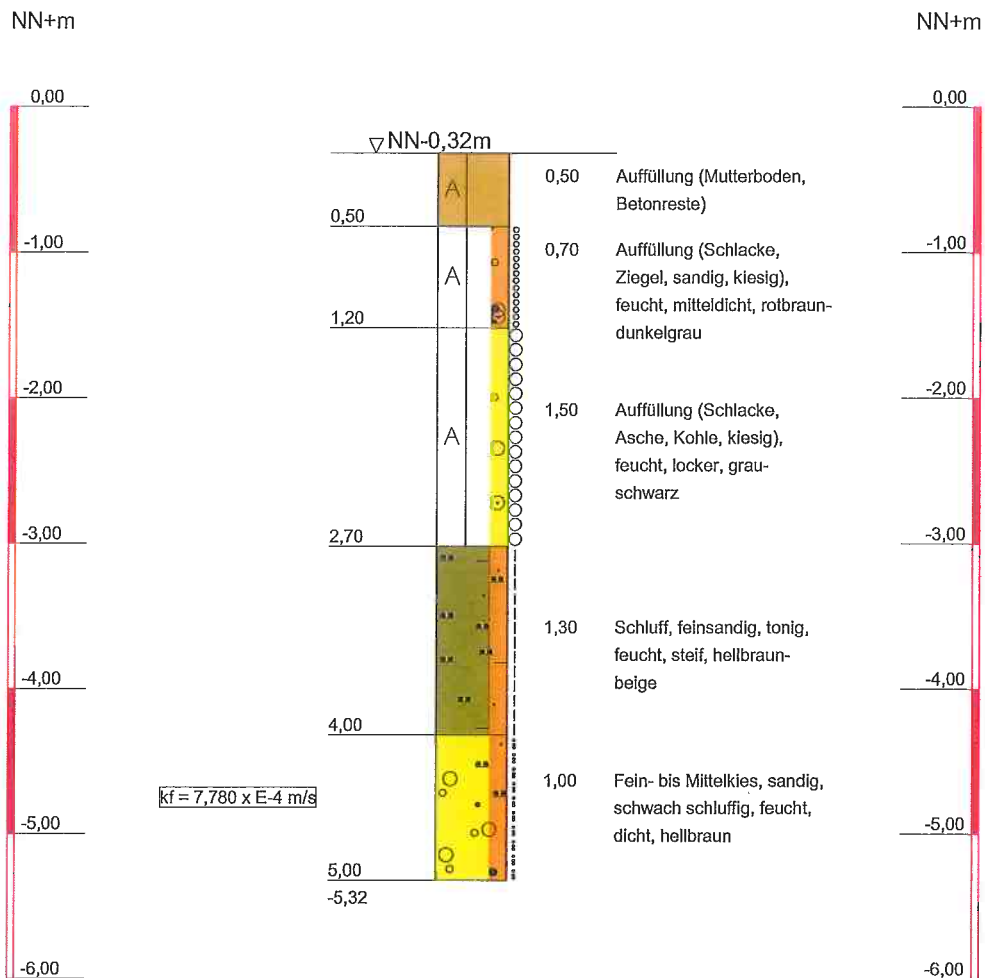 NN+m
NN+m
0,00
0,00
▽ NN-0,32m
A
0,50
Auffüllung (Mutterboden,
Betonreste)
0,50
-1,00
-1,00
A
0,70
Auffüllung (Schlacke,
Ziegel, sandig, kiesig),
feucht, mitteldicht, rotbraun-
dunkelgrau
1,20
-2,00
-2,00
A
1,50
Auffüllung (Schlacke,
Asche, Kohle, kiesig),
feucht, locker, grau-
schwarz
2,70
-3,00
-3,00
1,30
Schluff, feinsandig, tonig,
feucht, steif, hellbraun-
beige
-4,00
-4,00
4,00
kf = 7,780 x E-4 m/s
1,00
Fein- bis Mittelkies, sandig,
schwach schluffig, feucht,
dicht, hellbraun
-5,00
-5,00
5,00
-5,32
-6,00
-6,00